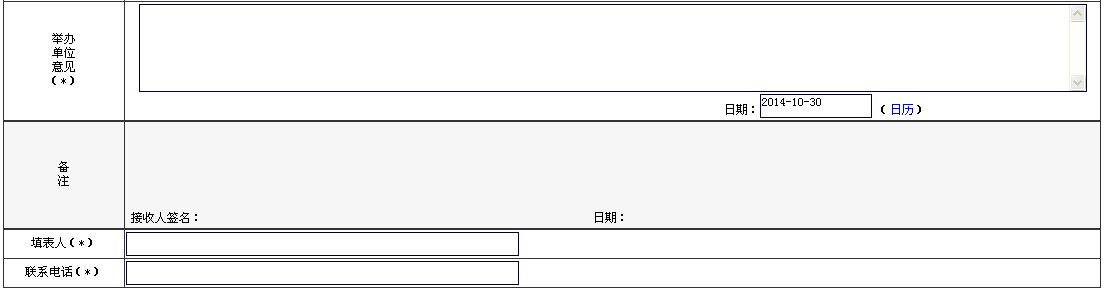 举办
单位
意见
(*)
日期：2014-10-30 （日历）
备
注
接收人签名： 日期：
填表人(*)
联系电话(*)